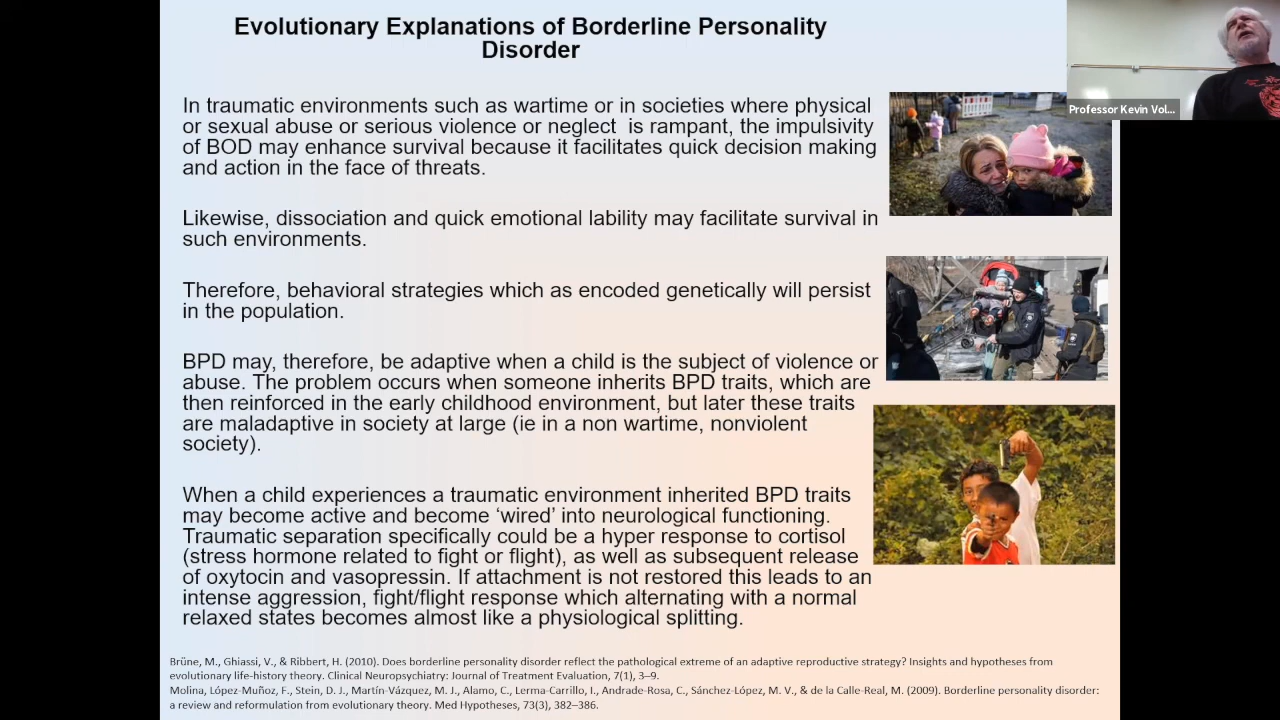 Evolutionary Explanations of Borderline Personality
Disorder
Professor Kevin Vol...
In traumatic environments such as wartime or in societies where physical
or sexual abuse or serious violence or neglect  is rampant, the impulsivity
of BOD may enhance survival because it facilitates quick decision making
and action in the face of threats.
Likewise, dissociation and quick emotional lability may facilitate survival in
such environments.
Therefore, behavioral strategies which as encoded genetically will persist
in the population.
BPD may, therefore, be adaptive when a child is the subject of violence or
abuse. The problem occurs when someone inherits BPD traits, which are
then reinforced in the early childhood environment, but later these traits
are maladaptive in society at large (ie in a non wartime, nonviolent
society).
When a child experiences a traumatic environment inherited BPD traits
may become active and become ‘wired’ into neurological functioning.
Traumatic separation specifically could be a hyper response to cortisol
(stress hormone related to fight or flight), as well as subsequent release
of oxytocin and vasopressin. If attachment is not restored this leads to an
intense aggression, fight/flight response which alternating with a normal
relaxed states becomes almost like a physiological splitting.
Brüne, M., Ghiassi, V., & Ribbert, H. (2010). Does borderline personality disorder reflect the pathological extreme of an adaptive reproductive strategy? Insights and hypotheses from
evolutionary life-history theory. Clinical Neuropsychiatry: Journal of Treatment Evaluation, 7(1), 3–9.
Molina, López-Muñoz, F., Stein, D. J., Martín-Vázquez, M. J., Alamo, C., Lerma-Carrillo, I., Andrade-Rosa, C., Sánchez-López, M. V., & de la Calle-Real, M. (2009). Borderline personality disorder:
a review and reformulation from evolutionary theory. Med Hypotheses, 73(3), 382–386.